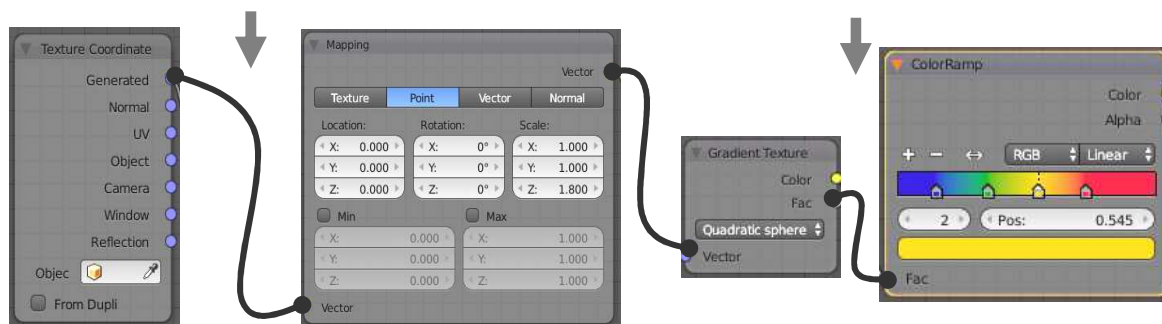 Texture Coordinate
Generated
Normal
UV
Object
Camera
Window
Reflection
Objec
From Dupli
Mapping
Vector
Texture Point Vector Normal
Location: Rotation: Scale:
X: 0.000 X: 0° X: 1.000
Y: 0.000 Y: 0° Y: 1.000
Z: 0.000 Z: 0° Z: 1.800
Min Max
X: 0.000 X: 1.000
Y: 0.000 Y: 1.000
Z: 0.000 Z: 1.000
Vector
Gradient Texture
Color
Fac
Quadratic sphere
Vector
ColorRamp
Color
Alpha
+ − ↔ RGB Linear
2 Pos: 0.545
Fac